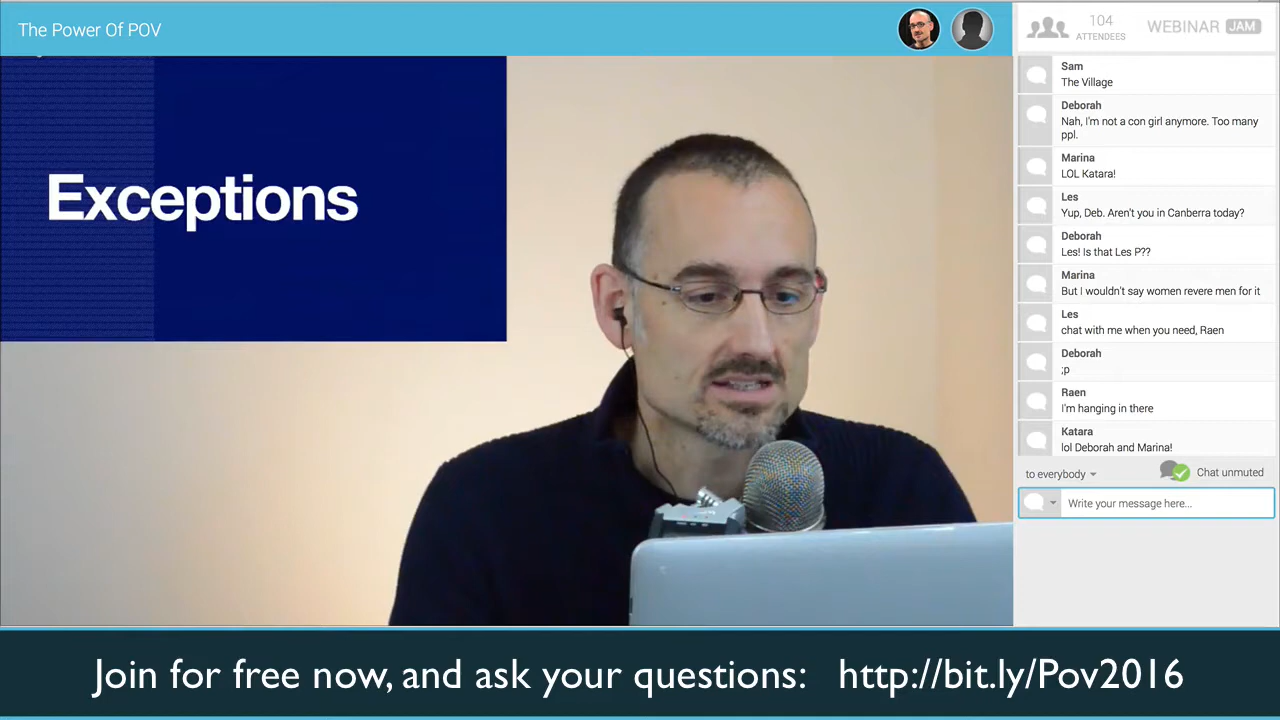 The Power Of POV
104
ATTENDEES
WEBINAR JAM
Exceptions
Sam
The Village
Deborah
Nah, I'm not a con girl anymore. Too many
ppl.
Marina
LOL Katara!
Les
Yup, Deb. Aren't you in Canberra today?
Deborah
Les! Is that Les P??
Marina
But I wouldn't say women revere men for it
Les
chat with me when you need, Raen
Deborah
;p
Raen
I'm hanging in there
Katara
lol Deborah and Marina!
to everybody
Chat unmuted
Write your message here...
Join for free now, and ask your questions: http://bit.ly/Pov2016